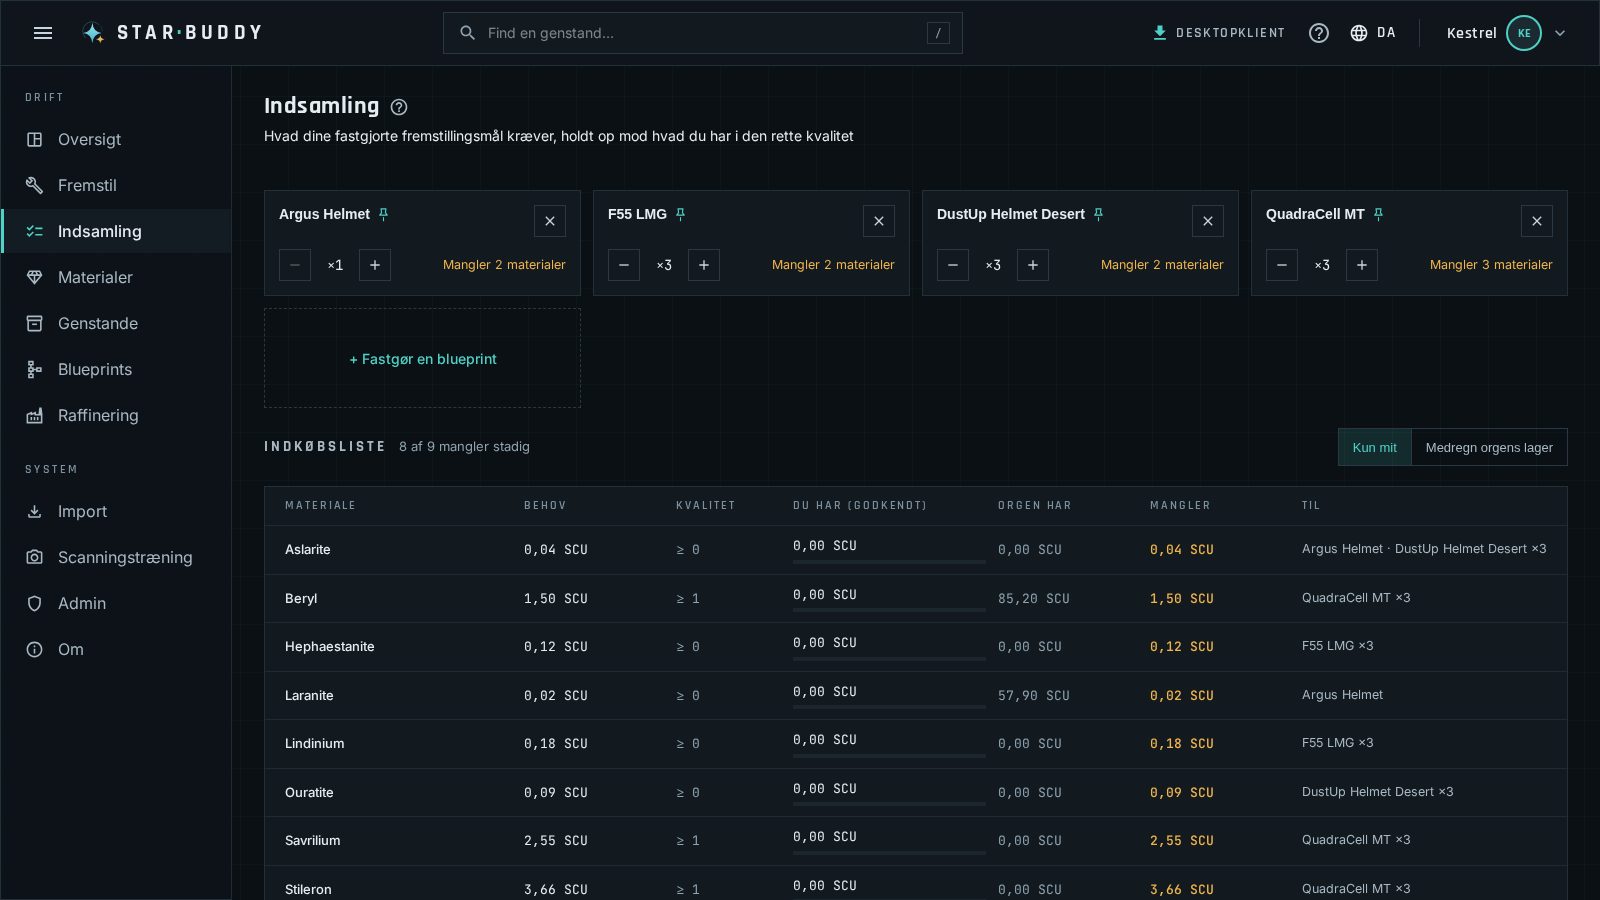 STAR·BUDDY
Find en genstand...
/
DESKTOPKLIENT
DA
Kestrel
KE
DRIFT
Oversigt
Fremstil
Indsamling
Materialer
Genstande
Blueprints
Raffinering
SYSTEM
Import
Scanningstræning
Admin
Om
Indsamling
Hvad dine fastgjorte fremstillingsmål kræver, holdt op mod hvad du har i den rette kvalitet
Argus Helmet
− ×1 + Mangler 2 materialer
F55 LMG
− ×3 + Mangler 2 materialer
DustUp Helmet Desert
− ×3 + Mangler 2 materialer
QuadraCell MT
− ×3 + Mangler 3 materialer
+ Fastgør en blueprint
INDKØBSLISTE 8 af 9 mangler stadig
Kun mit Medregn orgens lager
MATERIALE BEHOV KVALITET DU HAR (GODKENDT) ORGEN HAR MANGLER TIL
Aslarite 0,04 SCU ≥ 0 0,00 SCU 0,00 SCU 0,04 SCU Argus Helmet · DustUp Helmet Desert ×3
Beryl 1,50 SCU ≥ 1 0,00 SCU 85,20 SCU 1,50 SCU QuadraCell MT ×3
Hephaestanite 0,12 SCU ≥ 0 0,00 SCU 0,00 SCU 0,12 SCU F55 LMG ×3
Laranite 0,02 SCU ≥ 0 0,00 SCU 57,90 SCU 0,02 SCU Argus Helmet
Lindinium 0,18 SCU ≥ 0 0,00 SCU 0,00 SCU 0,18 SCU F55 LMG ×3
Ouratite 0,09 SCU ≥ 0 0,00 SCU 0,00 SCU 0,09 SCU DustUp Helmet Desert ×3
Savrilium 2,55 SCU ≥ 1 0,00 SCU 0,00 SCU 2,55 SCU QuadraCell MT ×3
Stileron 3,66 SCU ≥ 1 0,00 SCU 0,00 SCU 3,66 SCU QuadraCell MT ×3